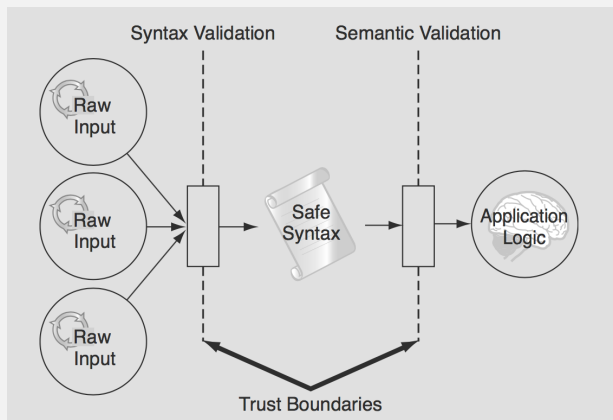 Syntax Validation
Semantic Validation
Raw
Input
Raw
Input
Raw
Input
Safe
Syntax
Application
Logic
Trust Boundaries